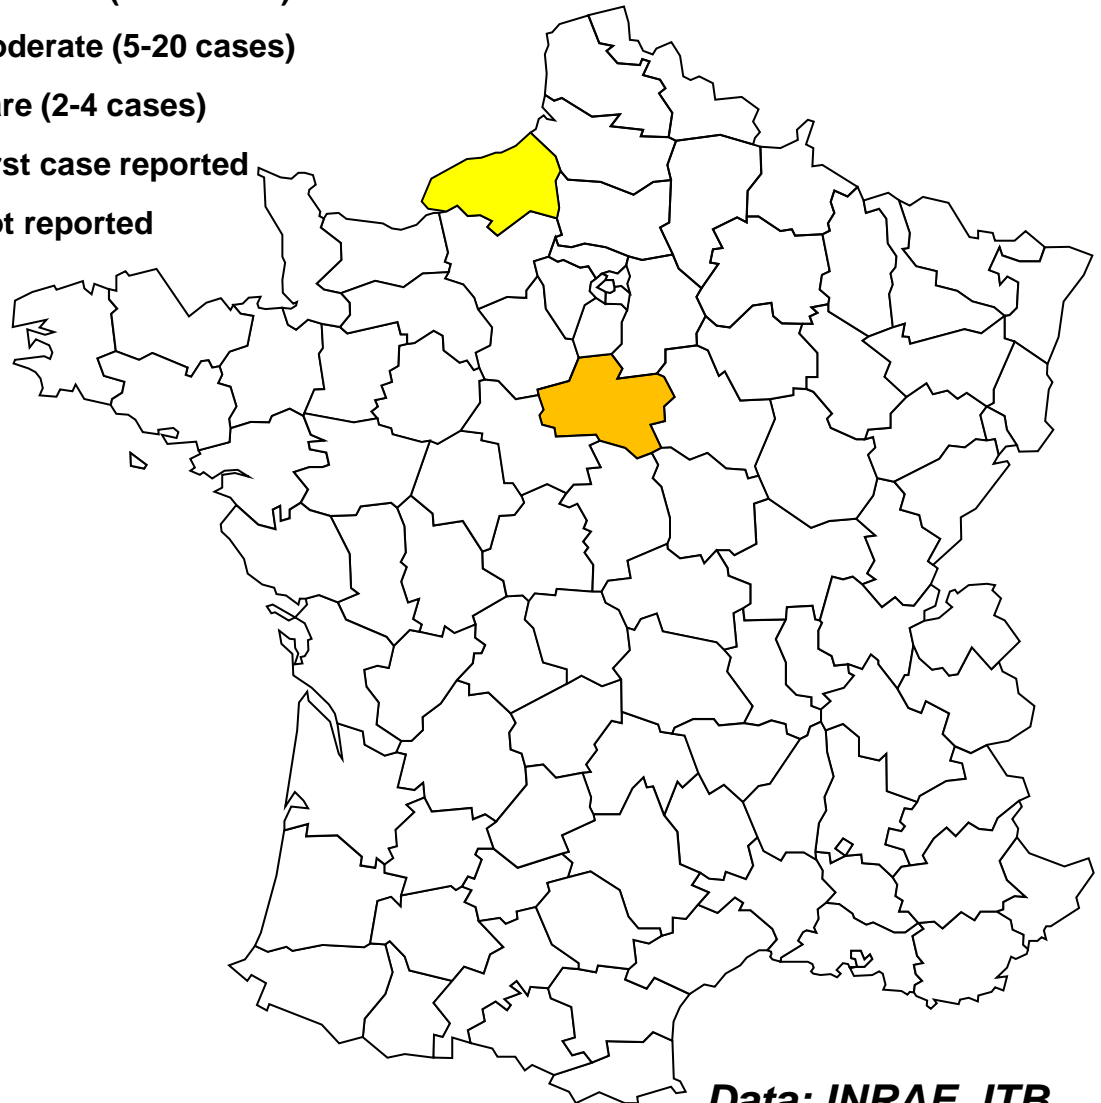 oderate (5-20 cases)
are (2-4 cases)
rst case reported
ot reported
Data: INRAE, ITB